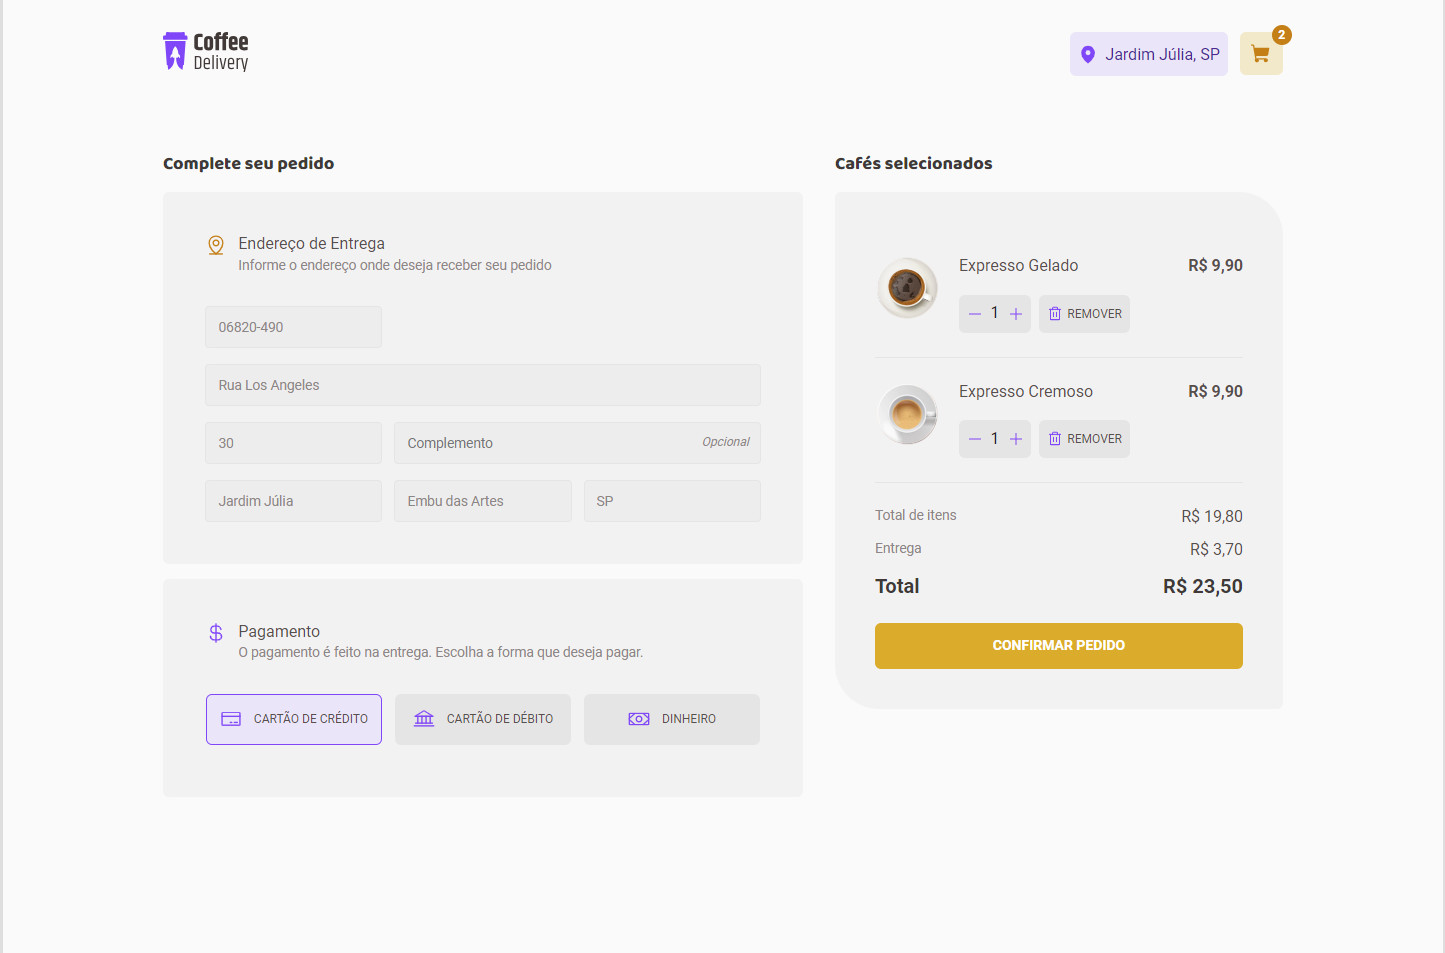 Coffee
Delivery
Jardim Júlia, SP
2
Complete seu pedido
Endereço de Entrega
Informe o endereço onde deseja receber seu pedido
06820-490
Rua Los Angeles
30
Complemento
Opcional
Jardim Júlia
Embu das Artes
SP
Pagamento
O pagamento é feito na entrega. Escolha a forma que deseja pagar.
CARTÃO DE CRÉDITO
CARTÃO DE DÉBITO
DINHEIRO
Cafés selecionados
Expresso Gelado
R$ 9,90
1
REMOVER
Expresso Cremoso
R$ 9,90
1
REMOVER
Total de itens
R$ 19,80
Entrega
R$ 3,70
Total
R$ 23,50
CONFIRMAR PEDIDO